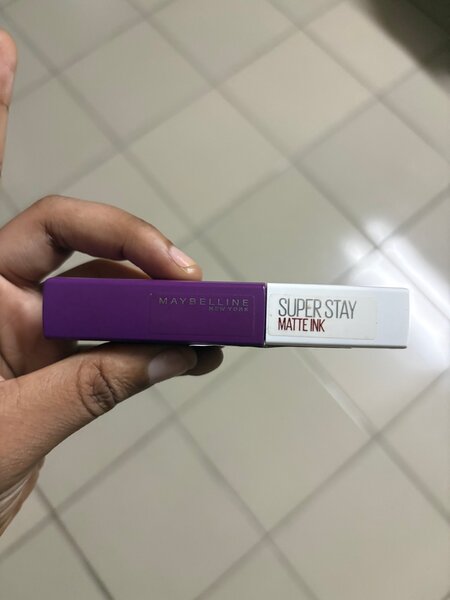 MAYBELLINE
NEW YORK
SUPER STAY
MATTE INK